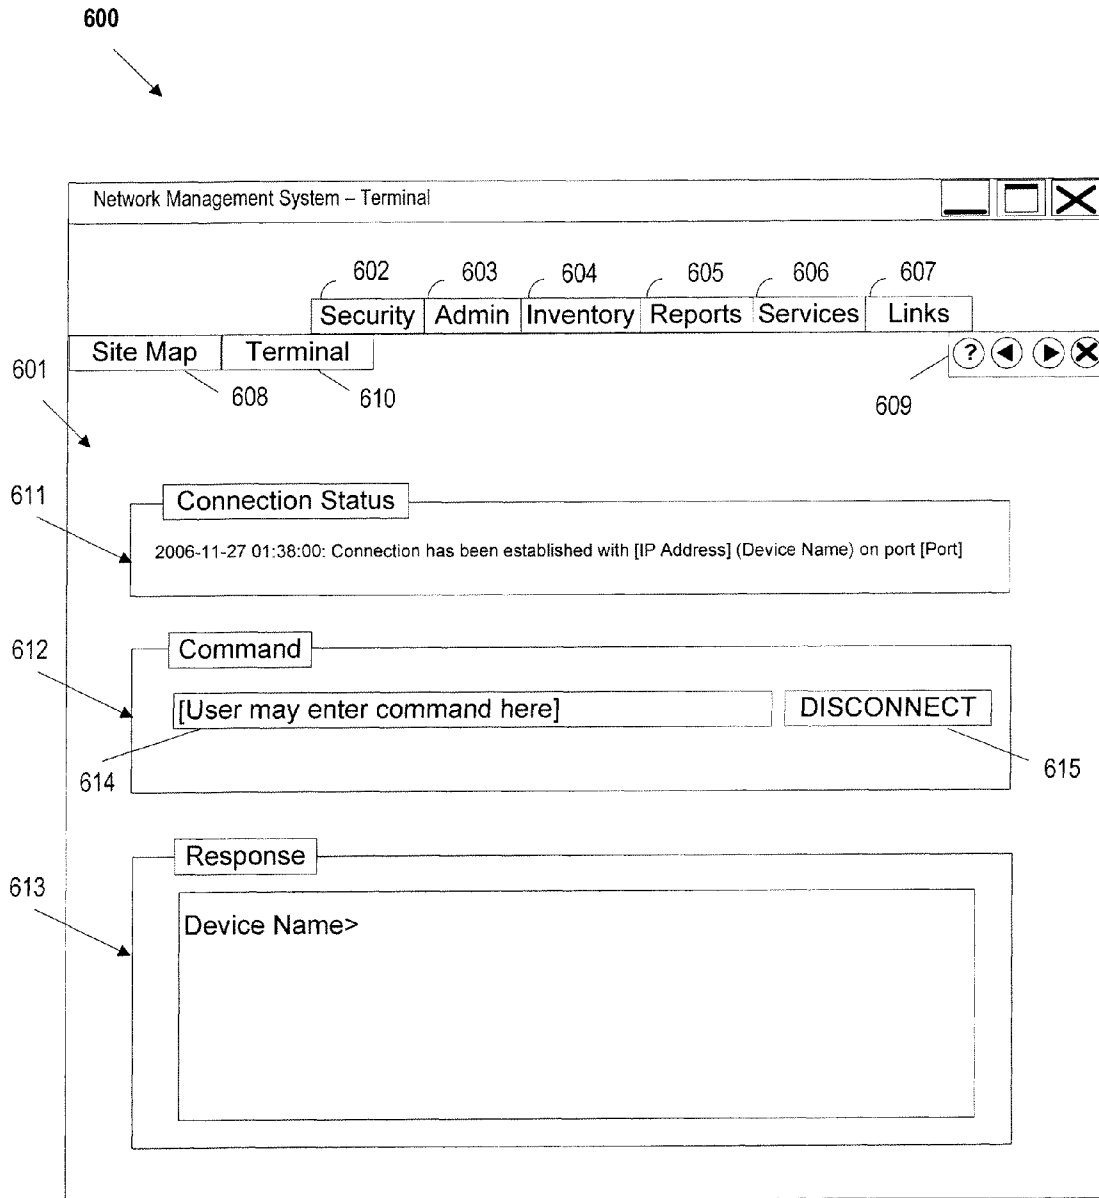 600
Network Management System – Terminal
602 603 604 605 606 607
Security Admin Inventory Reports Services Links
Site Map Terminal ?
601
608 610 609
611
Connection Status
2006-11-27 01:38:00: Connection has been established with [IP Address] (Device Name) on port [Port]
612
Command
[User may enter command here] DISCONNECT
614 615
Response
613
Device Name>